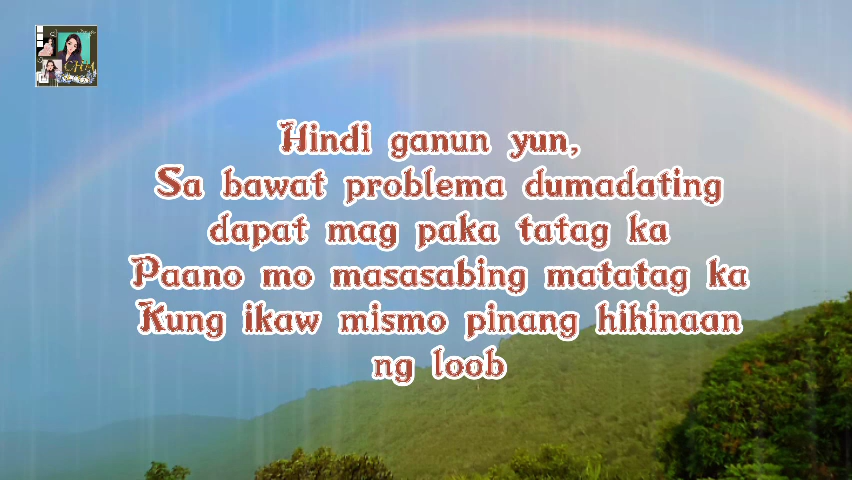 Hindi ganun yun,
Sa bawat problema dumadating
dapat mag paka tatag ka
Paano mo masasabing matatag ka
Kung ikaw mismo pinang hihinaan
ng loob